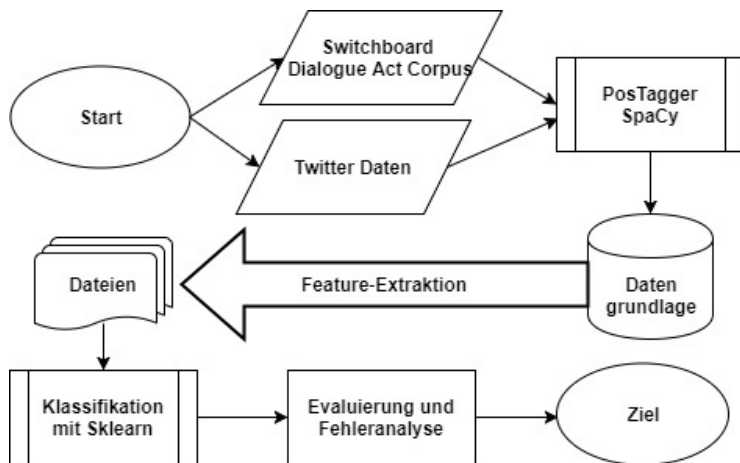 Start
Switchboard
Dialogue Act Corpus
Twitter Daten
PosTagger
SpaCy
Daten
grundlage
Feature-Extraktion
Dateien
Klassifikation
mit Sklearn
Evaluierung und
Fehleranalyse
Ziel